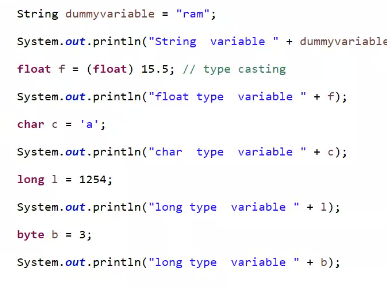 String dummyvariable = "ram";
System.out.println("String  variable " + dummyvariable
float f = (float) 15.5; // type casting
System.out.println("float type  variable " + f);
char c = 'a';
System.out.println("char  type  variable " + c);
long l = 1254;
System.out.println("long type  variable " + l);
byte b = 3;
System.out.println("long type  variable " + b);